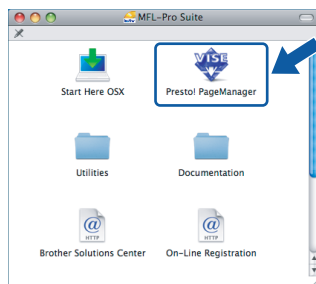 MFL-Pro Suite
Start Here OSX
Presto! PageManager
Utilities
Documentation
Brother Solutions Center
On-Line Registration
VISE
@
HTTP
@
HTTP